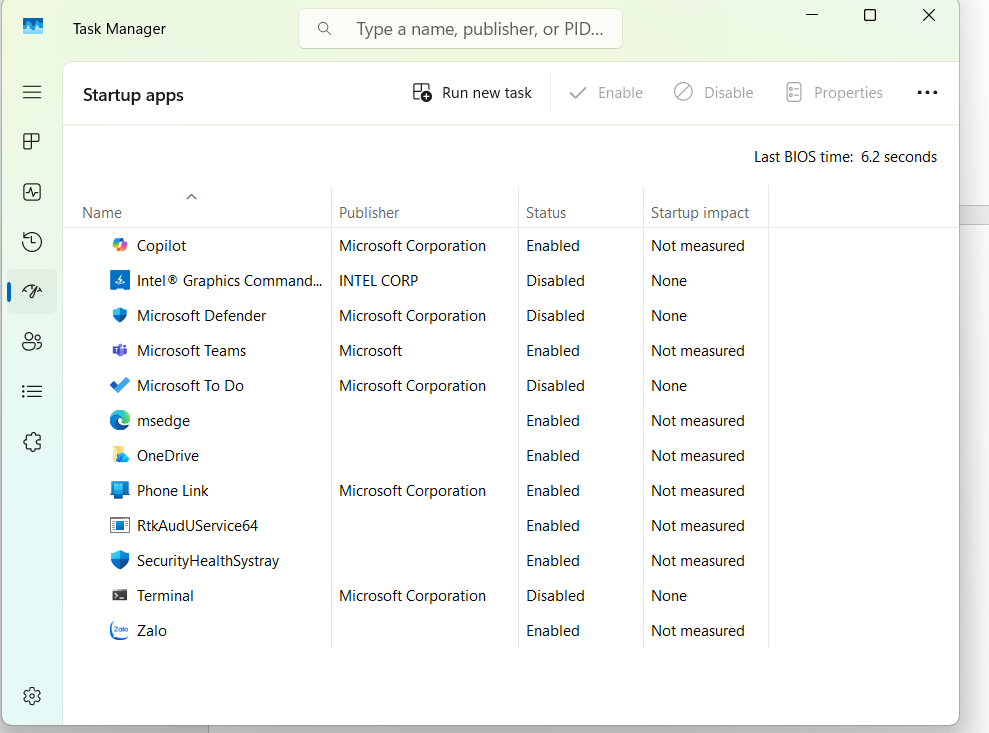 Task Manager
Type a name, publisher, or PID...
Startup apps
Run new task
Enable
Disable
Properties
Last BIOS time: 6.2 seconds
Name Publisher Status Startup impact
Copilot Microsoft Corporation Enabled Not measured
Intel® Graphics Command... INTEL CORP Disabled None
Microsoft Defender Microsoft Corporation Disabled None
Microsoft Teams Microsoft Enabled Not measured
Microsoft To Do Microsoft Corporation Disabled None
msedge Enabled Not measured
OneDrive Enabled Not measured
Phone Link Microsoft Corporation Enabled Not measured
RtkAudUService64 Enabled Not measured
SecurityHealthSystray Enabled Not measured
Terminal Microsoft Corporation Disabled None
Zalo Zalo Enabled Not measured